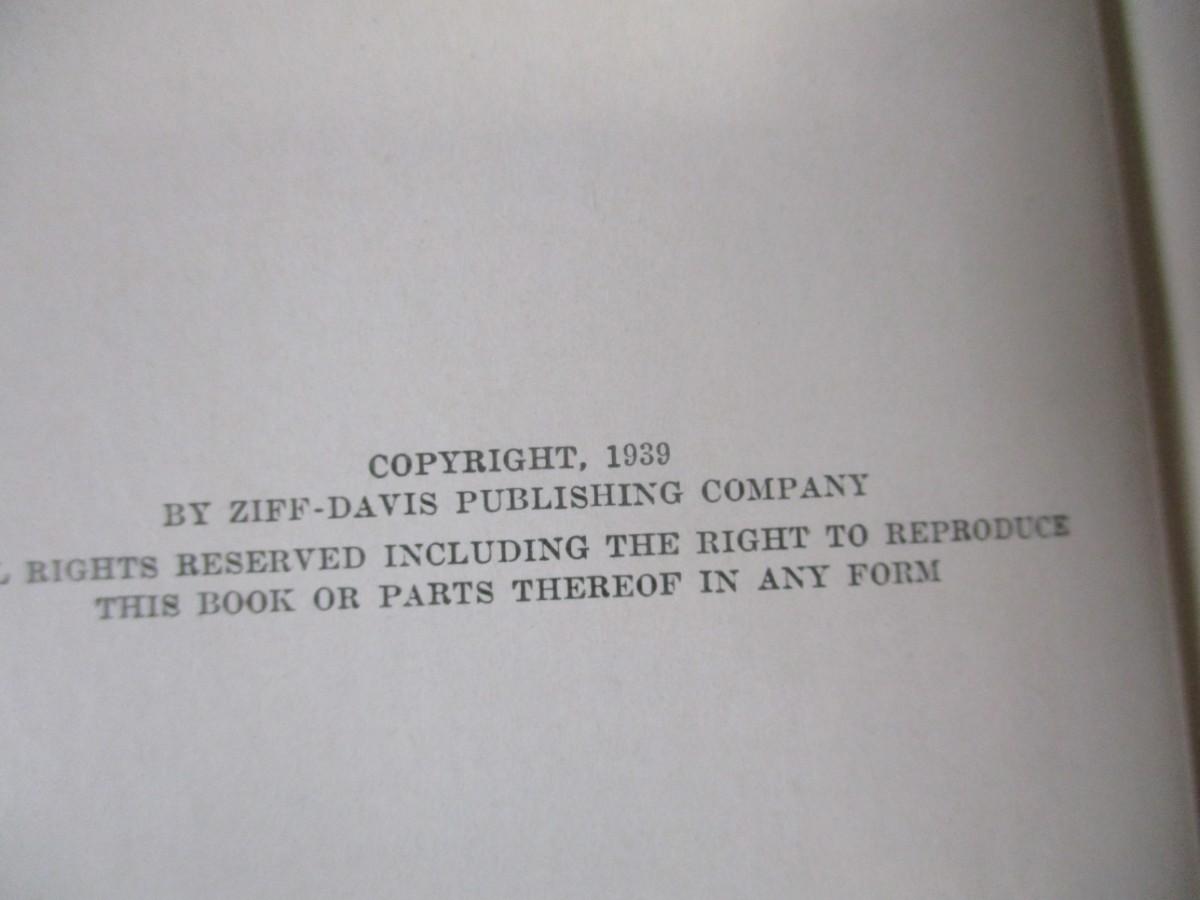 COPYRIGHT, 1939
BY ZIFF-DAVIS PUBLISHING COMPANY
L RIGHTS RESERVED INCLUDING THE RIGHT TO REPRODUCE
THIS BOOK OR PARTS THEREOF IN ANY FORM